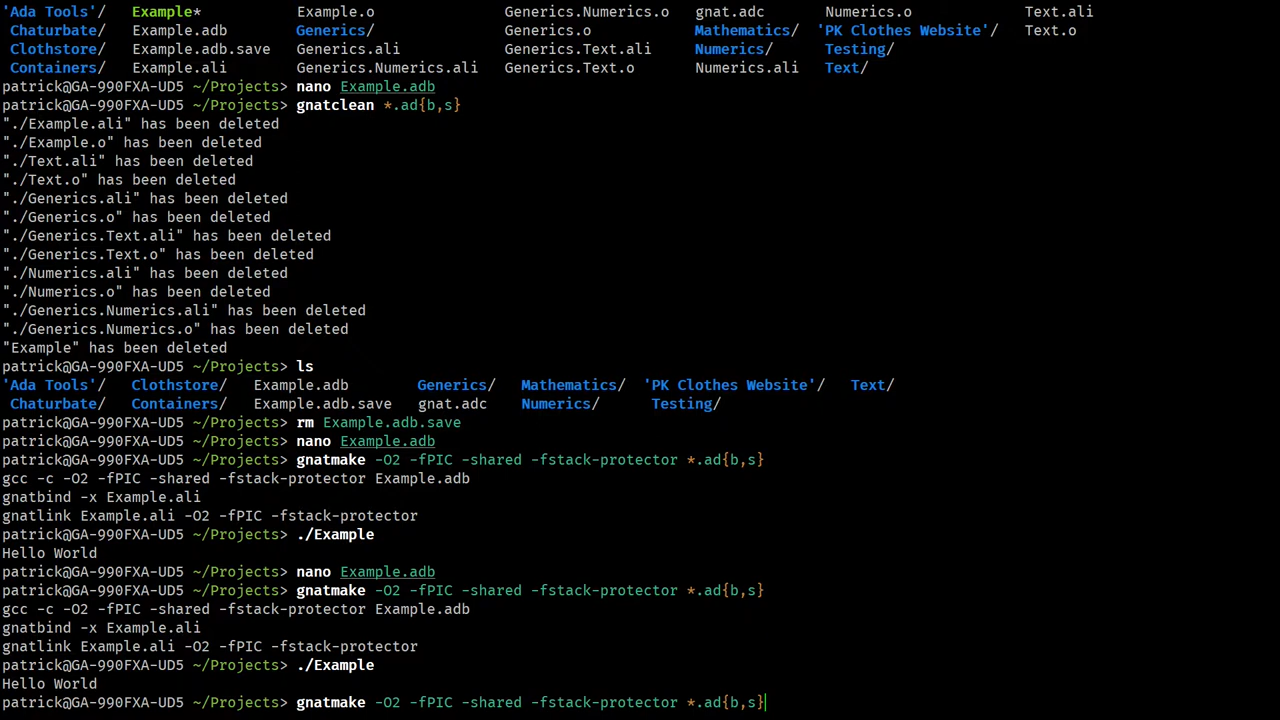 'Ada Tools'/   Example*         Example.o               Generics.Numerics.o   gnat.adc       Numerics.o             Text.ali
 Chaturbate/   Example.adb      Generics/               Generics.o            Mathematics/  'PK Clothes Website'/   Text.o
 Clothstore/   Example.adb.save Generics.ali            Generics.Text.ali     Numerics/      Testing/
 Containers/   Example.ali      Generics.Numerics.ali   Generics.Text.o       Numerics.ali   Text/
patrick@GA-990FXA-UD5 ~/Projects> nano Example.adb
patrick@GA-990FXA-UD5 ~/Projects> gnatclean *.ad{b,s}
"./Example.ali" has been deleted
"./Example.o" has been deleted
"./Text.ali" has been deleted
"./Text.o" has been deleted
"./Generics.ali" has been deleted
"./Generics.o" has been deleted
"./Generics.Text.ali" has been deleted
"./Generics.Text.o" has been deleted
"./Numerics.ali" has been deleted
"./Numerics.o" has been deleted
"./Generics.Numerics.ali" has been deleted
"./Generics.Numerics.o" has been deleted
"Example" has been deleted
patrick@GA-990FXA-UD5 ~/Projects> ls
'Ada Tools'/   Clothstore/   Example.adb        Generics/   Mathematics/  'PK Clothes Website'/   Text/
 Chaturbate/   Containers/   Example.adb.save   gnat.adc    Numerics/      Testing/
patrick@GA-990FXA-UD5 ~/Projects> rm Example.adb.save
patrick@GA-990FXA-UD5 ~/Projects> nano Example.adb
patrick@GA-990FXA-UD5 ~/Projects> gnatmake -O2 -fPIC -shared -fstack-protector *.ad{b,s}
gcc -c -O2 -fPIC -shared -fstack-protector Example.adb
gnatbind -x Example.ali
gnatlink Example.ali -O2 -fPIC -fstack-protector
patrick@GA-990FXA-UD5 ~/Projects> ./Example
Hello World
patrick@GA-990FXA-UD5 ~/Projects> nano Example.adb
patrick@GA-990FXA-UD5 ~/Projects> gnatmake -O2 -fPIC -shared -fstack-protector *.ad{b,s}
gcc -c -O2 -fPIC -shared -fstack-protector Example.adb
gnatbind -x Example.ali
gnatlink Example.ali -O2 -fPIC -fstack-protector
patrick@GA-990FXA-UD5 ~/Projects> ./Example
Hello World
patrick@GA-990FXA-UD5 ~/Projects> gnatmake -O2 -fPIC -shared -fstack-protector *.ad{b,s}